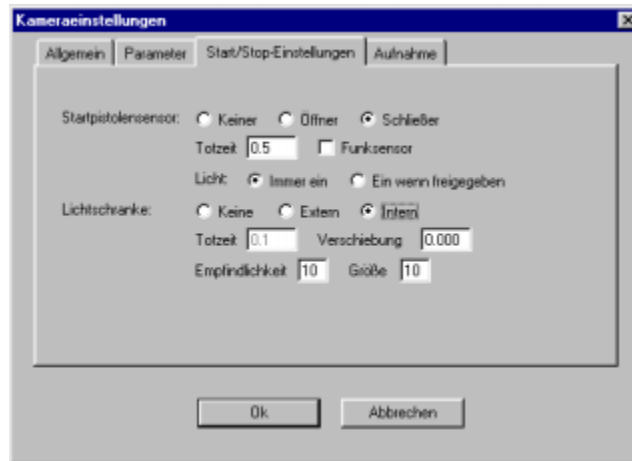 Kameraeinstellungen
Allgemein Parameter Start/Stop-Einstellungen Aufnahme
Startpistolensensor: Keiner Öffner Schließer
Totzeit 0.5 Funksensor
Licht: Immer ein Ein wenn freigegeben
Lichtschranke: Keine Extern Intern
Totzeit 0.1 Verschiebung 0.000
Empfindlichkeit 10 Größe 10
Ok Abbrechen